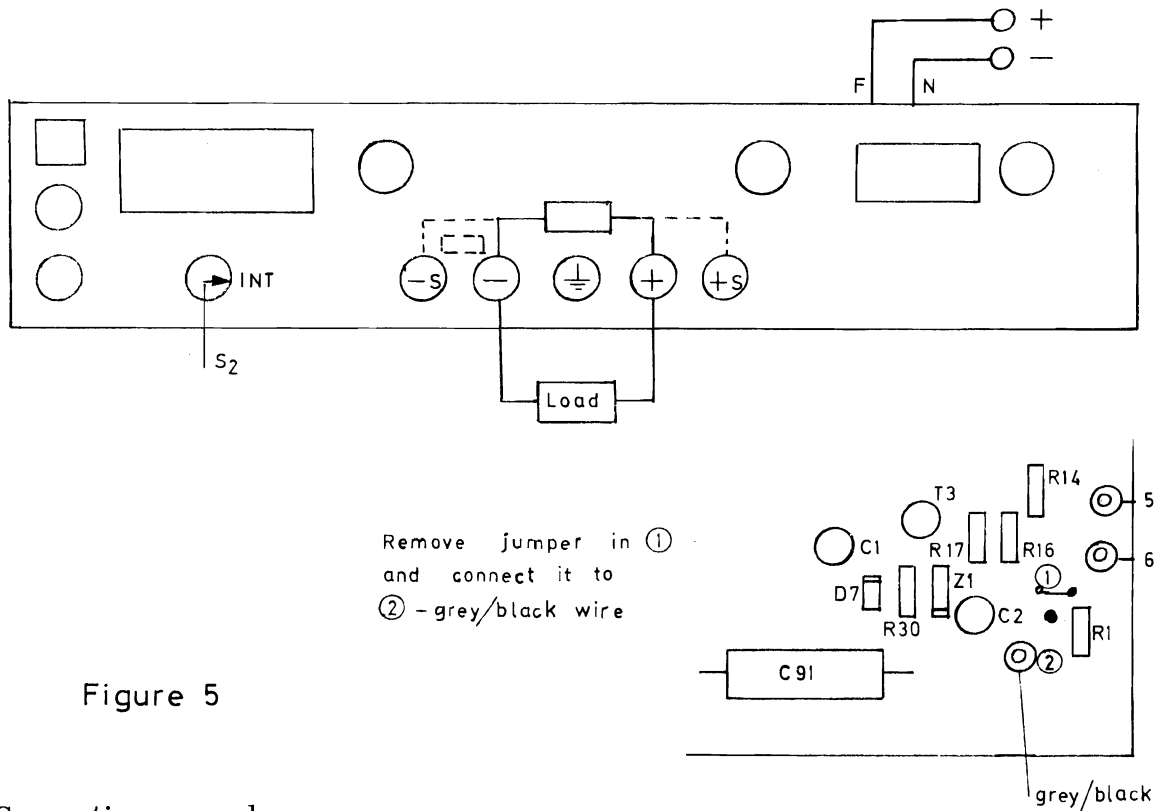 +
−
F N
INT
S2
−S − + +S
Load
R14
T3
5
Remove jumper in ①
and connect it to
② – grey/black wire
C1
R17 R16
6
D7
Z1
①
R30
C2
R1
②
C91
Figure 5
grey/black